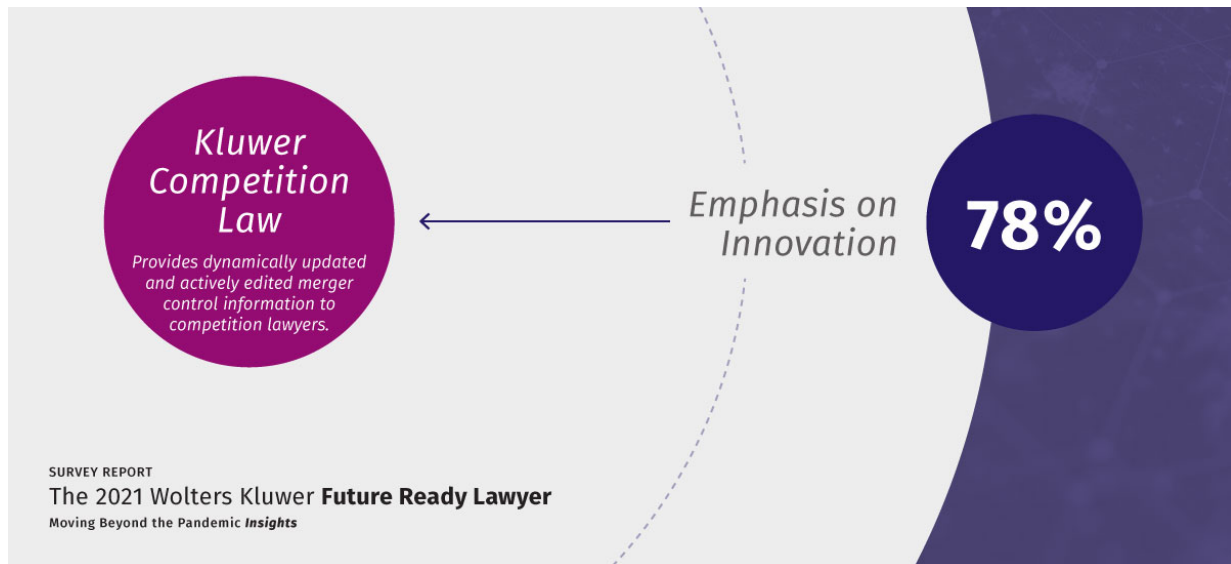 Kluwer
Competition
Law
Provides dynamically updated
and actively edited merger
control information to
competition lawyers.
Emphasis on
Innovation
78%
SURVEY REPORT
The 2021 Wolters Kluwer Future Ready Lawyer
Moving Beyond the Pandemic Insights